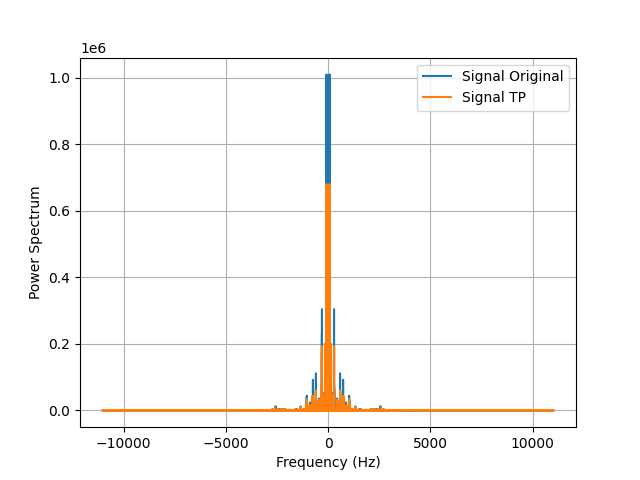 1e6
Signal Original
Signal TP
1.0
0.8
0.6
0.4
0.2
0.0
Power Spectrum
−10000 −5000 0 5000 10000
Frequency (Hz)